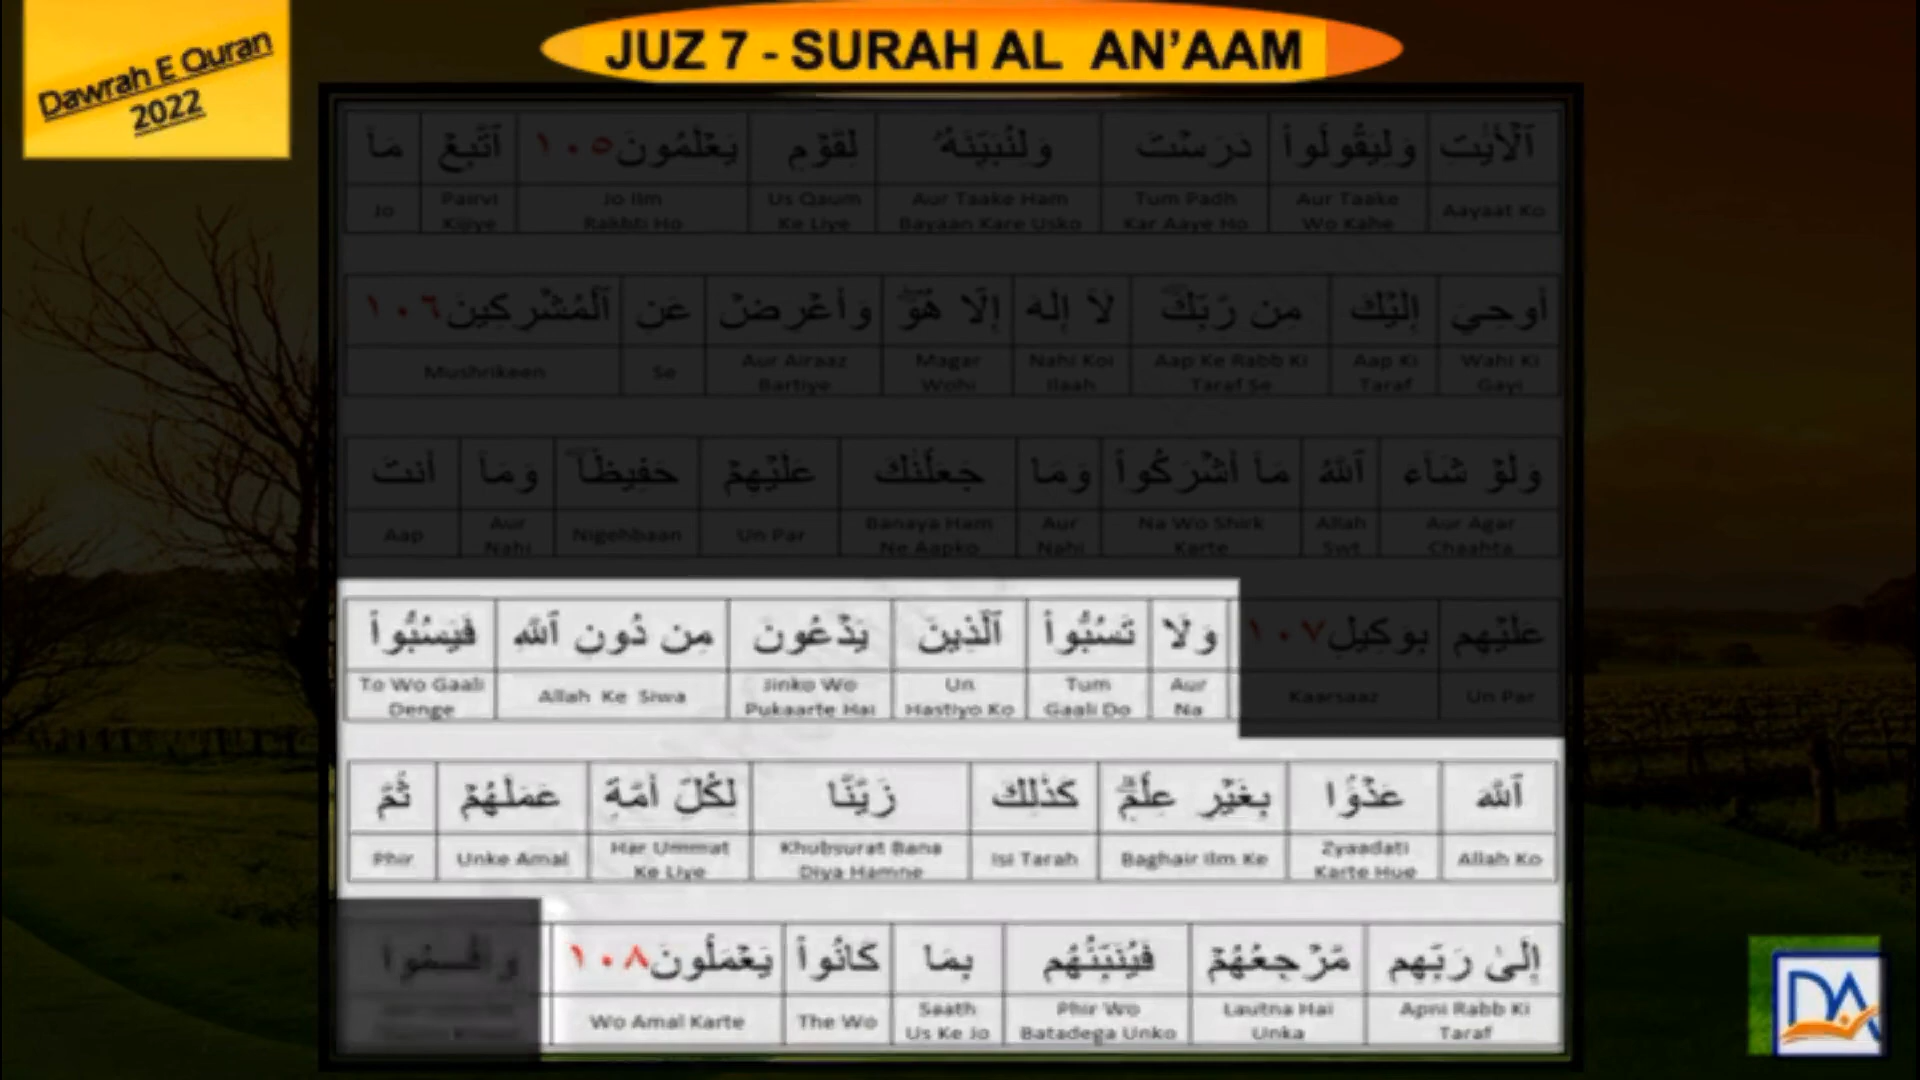 Dawrah E Quran
2022
JUZ 7 - SURAH AL AN'AAM
ٱلۡأٓيَٰتِ وَلِيَقُولُواْ دَرَسۡتَ وَلِنُبَيِّنَهُۥ لِقَوۡمٖ يَعۡلَمُونَ ١٠٥ ٱتَّبِعۡ مَآ
Aayaat Ko | Aur Taake Wo Kahe | Tum Padh Kar Aaye Ho | Aur Taake Ham Bayaan Kare Usko | Us Qaum Ke Liye | Jo Ilm Rakhti Ho | Pairvi Kijiye | Jo
أُوحِيَ إِلَيۡكَ مِن رَّبِّكَۖ لَآ إِلَٰهَ إِلَّا هُوَۖ وَأَعۡرِضۡ عَنِ ٱلۡمُشۡرِكِينَ ١٠٦
Wahi Ki Gayi | Aap Ki Taraf | Aap Ke Rabb Ki Taraf Se | Nahi Koi Ilaah | Magar Wohi | Aur Airaaz Bartiye | Se | Mushrikeen
وَلَوۡ شَآءَ ٱللَّهُ مَآ أَشۡرَكُواْۗ وَمَا جَعَلۡنَٰكَ عَلَيۡهِمۡ حَفِيظٗاۖ وَمَآ أَنتَ
Aur Agar Chaahta | Allah Swt | Na Wo Shirk Karte | Aur Nahi | Banaya Ham Ne Aapko | Un Par | Nigehbaan | Aur Nahi | Aap
عَلَيۡهِم بِوَكِيلٖ ١٠٧ وَلَا تَسُبُّواْ ٱلَّذِينَ يَدۡعُونَ مِن دُونِ ٱللَّهِ فَيَسُبُّواْ
Un Par | Kaarsaaz | Aur Na | Tum Gaali Do | Un Hastiyo Ko | Jinko Wo Pukaarte Hai | Allah Ke Siwa | To Wo Gaali Denge
ٱللَّهَ عَدۡوَۢا بِغَيۡرِ عِلۡمٖۗ كَذَٰلِكَ زَيَّنَّا لِكُلِّ أُمَّةٍ عَمَلَهُمۡ ثُمَّ
Allah Ko | Zyaadati Karte Hue | Baghair Ilm Ke | Isi Tarah | Khubsurat Bana Diya Hamne | Har Ummat Ke Liye | Unke Amal | Phir
إِلَىٰ رَبِّهِم مَّرۡجِعُهُمۡ فَيُنَبِّئُهُم بِمَا كَانُواْ يَعۡمَلُونَ ١٠٨ وَأَقۡسَمُواْ
Apni Rabb Ki Taraf | Lautna Hai Unka | Phir Wo Batadega Unko | Saath Us Ke Jo | The Wo | Wo Amal Karte
DA